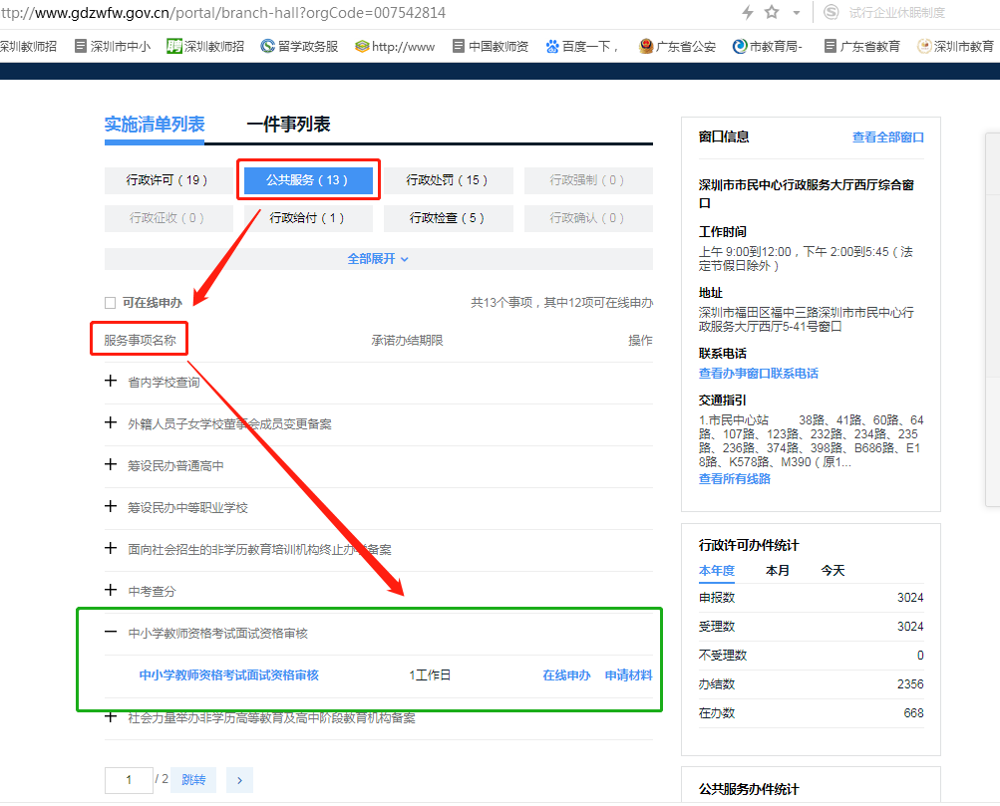 ttp://www.gdzwfw.gov.cn/portal/branch-hall?orgCode=007542814
试行企业休眠制度
深圳教师招
深圳市中小
深圳教师招
留学政务服
http://www
中国教师资
百度一下，
广东省公安
市教育局-
广东省教育
深圳市教育
实施清单列表
一件事列表
行政许可（19）
公共服务（13）
行政处罚（15）
行政强制（0）
行政征收（0）
行政给付（1）
行政检查（5）
行政确认（0）
全部展开
可在线申办
共13个事项，其中12项可在线申办
服务事项名称
承诺办结期限
操作
省内学校查询
外籍人员子女学校董事会成员变更备案
筹设民办普通高中
筹设民办中等职业学校
面向社会招生的非学历教育培训机构终止办学备案
中考查分
中小学教师资格考试面试资格审核
中小学教师资格考试面试资格审核
1工作日
在线申办
申请材料
社会力量举办非学历高等教育及高中阶段教育机构备案
1
/ 2
跳转
>
窗口信息
查看全部窗口
深圳市市民中心行政服务大厅西厅综合窗
口
工作时间
上午 9:00到12:00，下午 2:00到5:45（法
定节假日除外）
地址
深圳市福田区福中三路深圳市市民中心行
政服务大厅西厅5-41号窗口
联系电话
查看办事窗口联系电话
交通指引
1.市民中心站 38路、41路、60路、64
路、107路、123路、232路、234路、235
路、236路、374路、398路、B686路、E1
8路、K578路、M390（原1...
查看所有线路
行政许可办件统计
本年度
本月
今天
申报数
3024
受理数
3024
不受理数
0
办结数
2356
在办数
668
公共服务办件统计